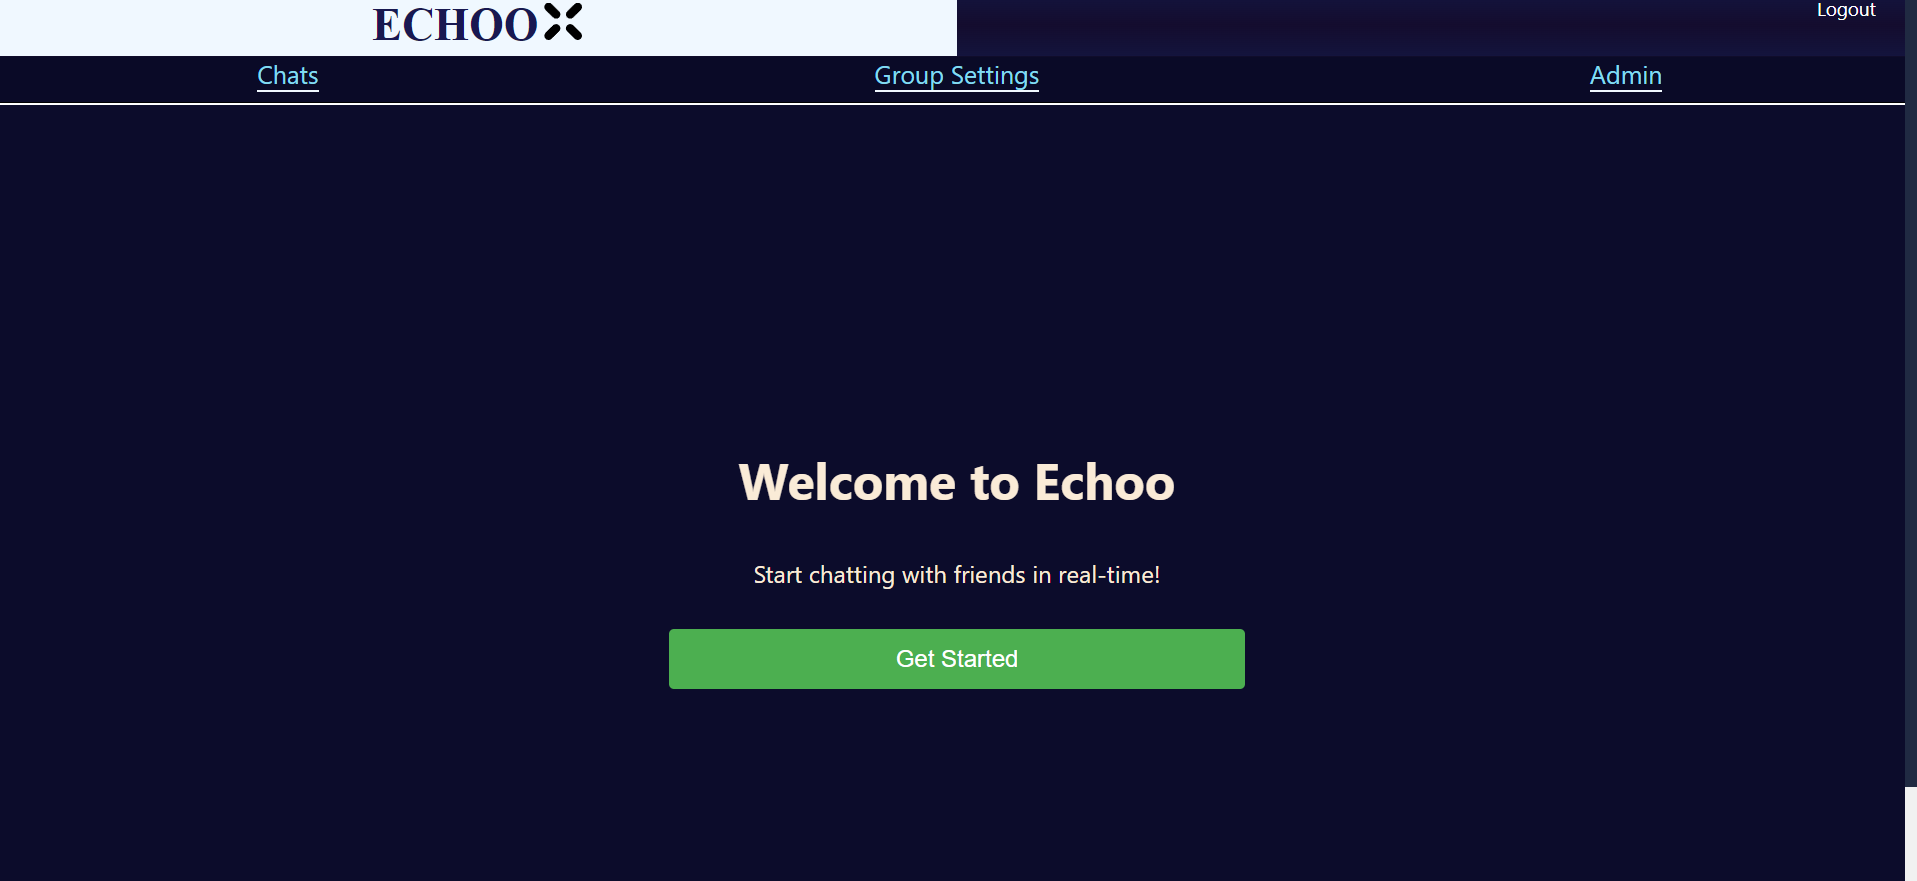 ECHOO
Logout
Chats
Group Settings
Admin
Welcome to Echoo
Start chatting with friends in real-time!
Get Started